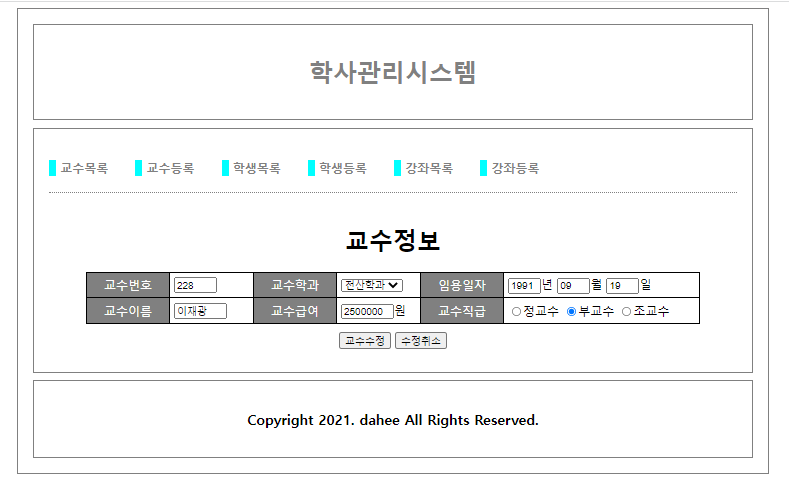 학사관리시스템
교수목록 교수등록 학생목록 학생등록 강좌목록 강좌등록
교수정보
교수번호 228 교수학과 전산학과 임용일자 1991 년 09 월 19 일
교수이름 이재광 교수급여 2500000 원 교수직급 정교수 부교수 조교수
교수수정 수정취소
Copyright 2021. dahee All Rights Reserved.